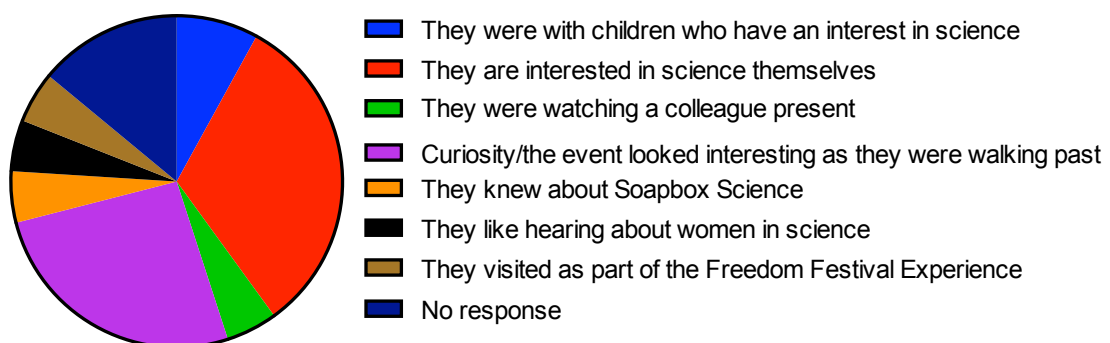 They were with children who have an interest in science
They are interested in science themselves
They were watching a colleague present
Curiosity/the event looked interesting as they were walking past
They knew about Soapbox Science
They like hearing about women in science
They visited as part of the Freedom Festival Experience
No response